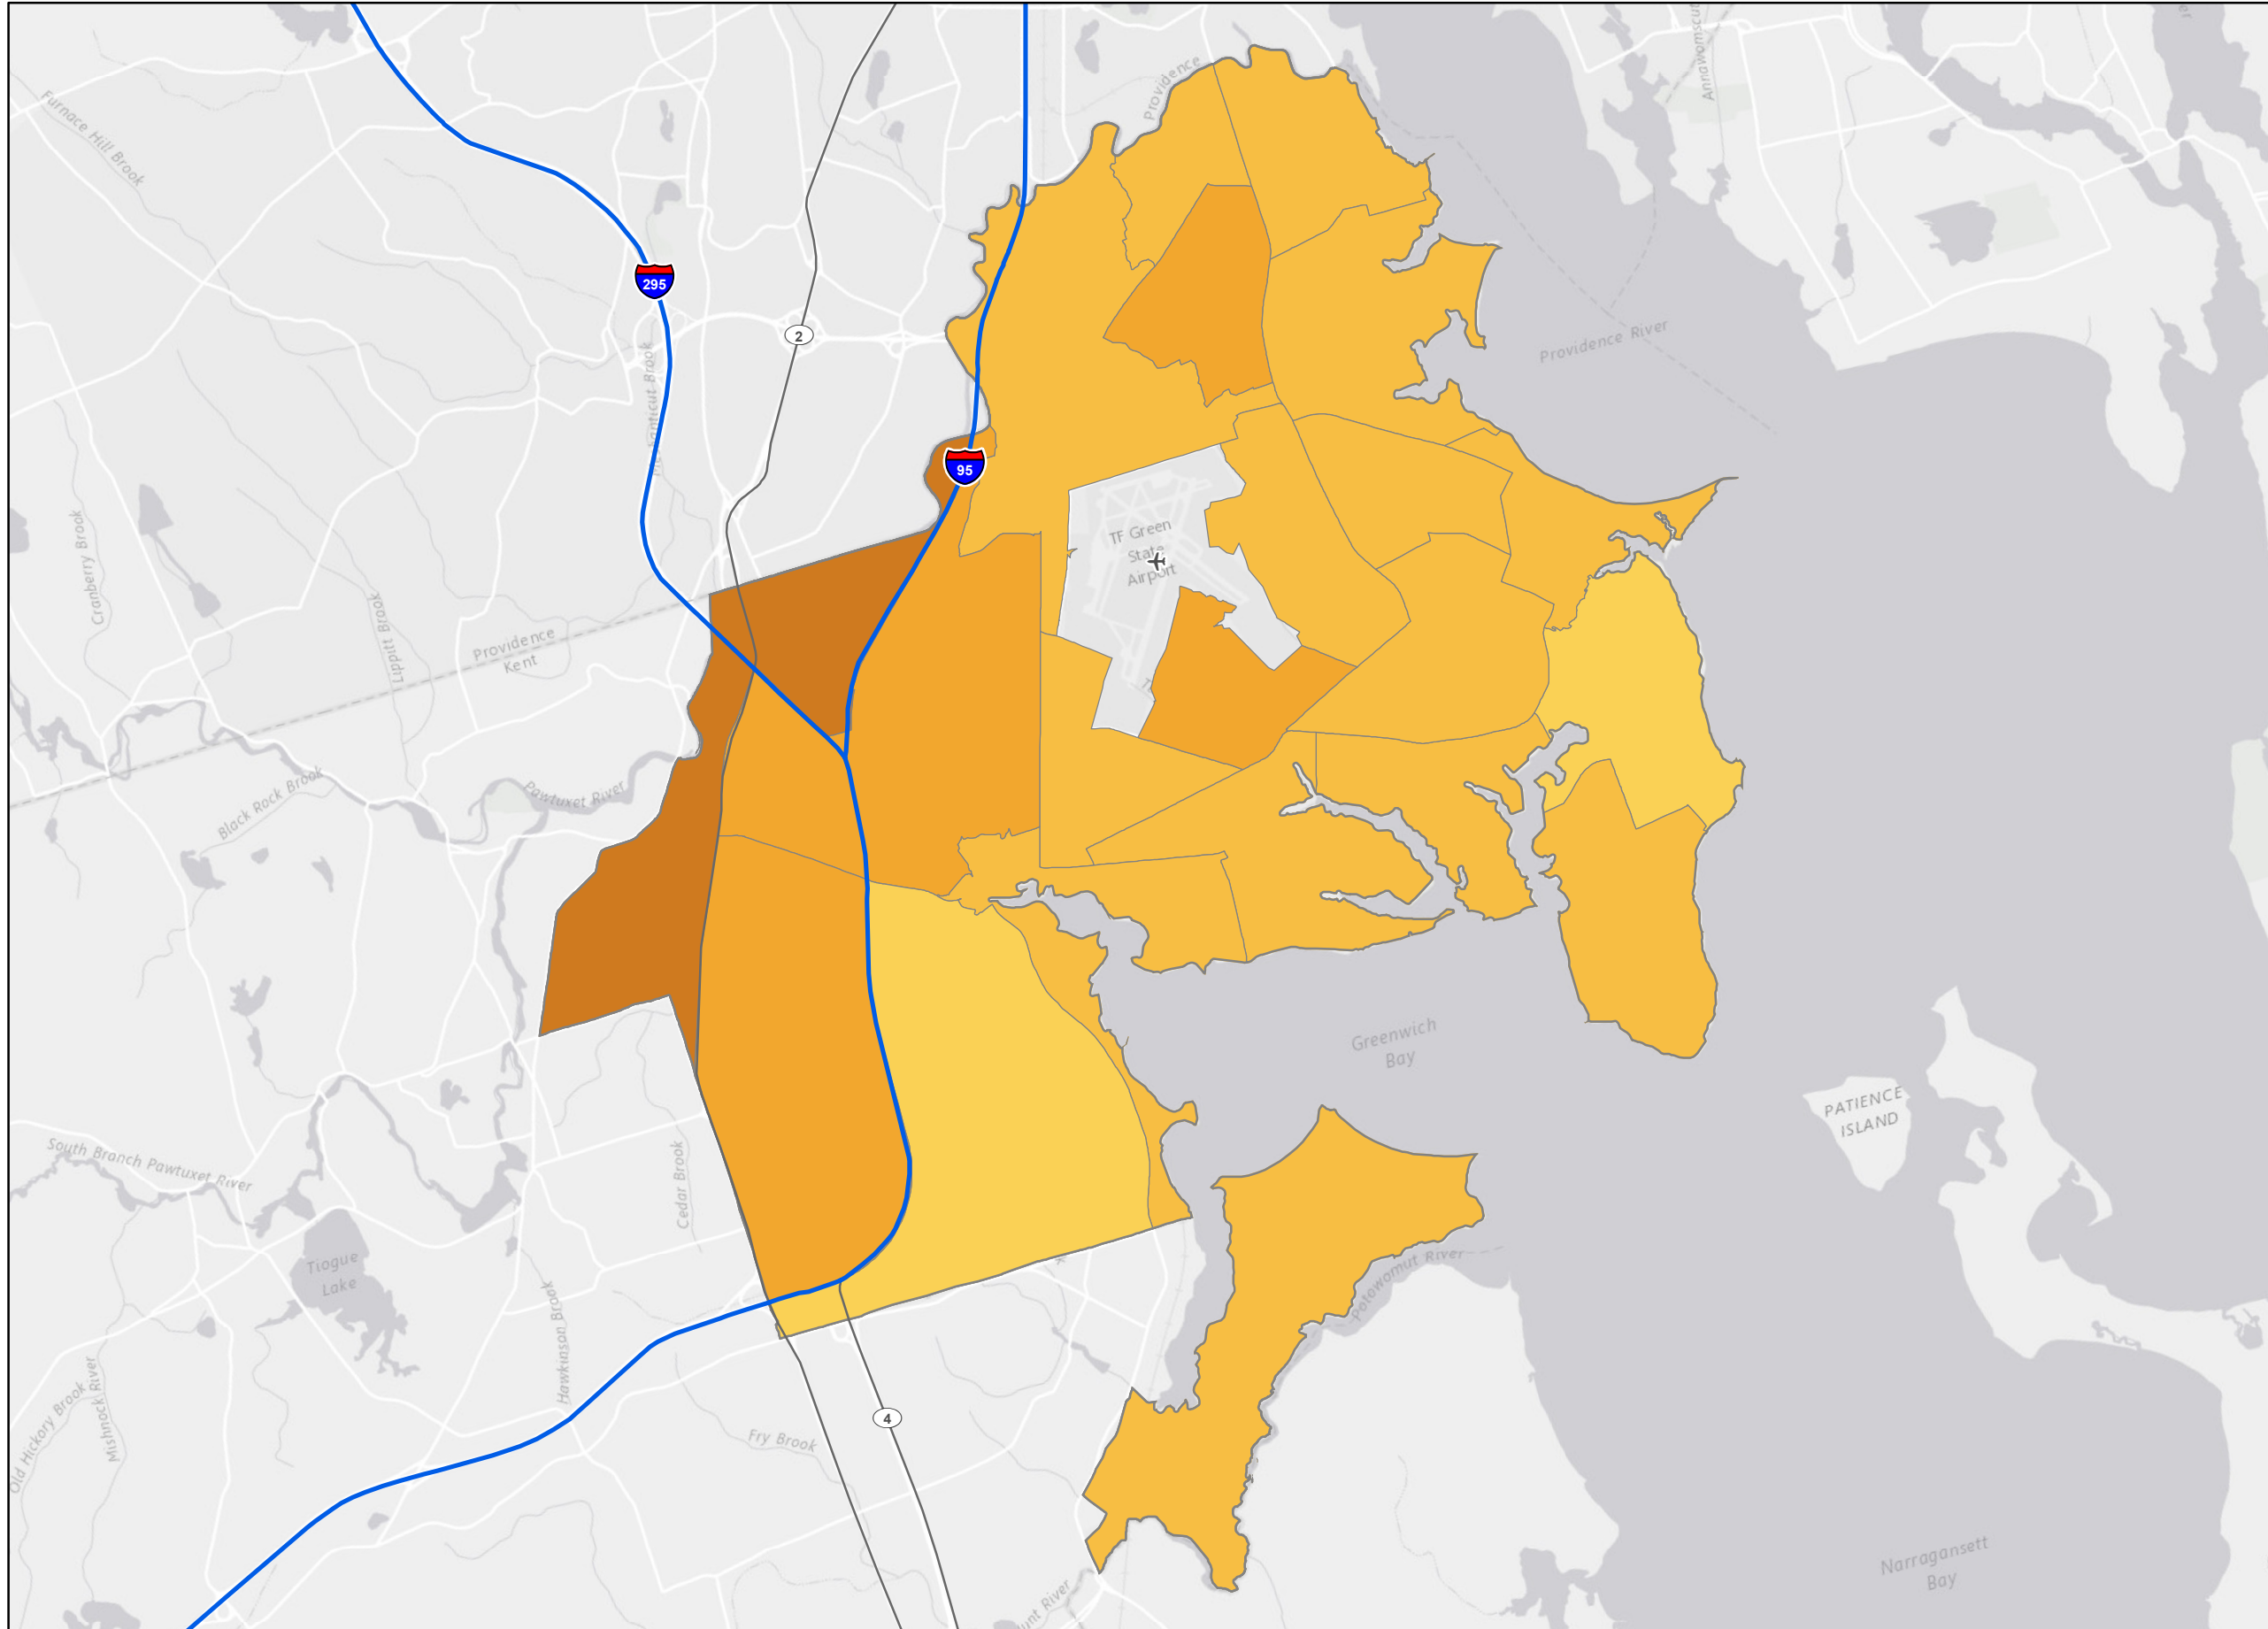 Furnace Hill Brook
Providence
Annawomscut
295
2
Providence River
95
TF Green
State
Airport
Cranberry Brook
Lippitt Brook
Providence
Kent
Black Rock Brook
Pawtuxet River
Greenwich
Bay
PATIENCE
ISLAND
South Branch Pawtuxet River
Cedar Brook
Tiogue
Lake
Potowomut River
Hawkinson Brook
Old Hickory Brook
Mishnock River
4
Fry Brook
Narragansett
Bay
River